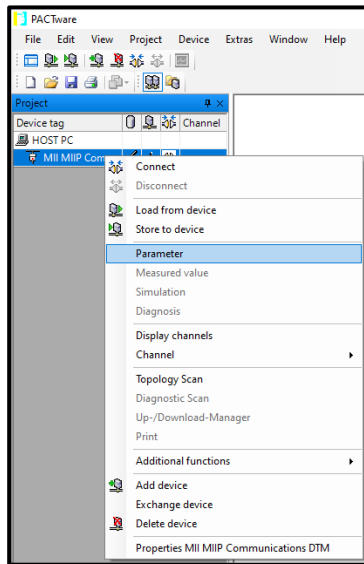 PACTware
File Edit View Project Device Extras Window Help
Project
Device tag Channel
HOST PC
MII MIIP Com
Connect
Disconnect
Load from device
Store to device
Parameter
Measured value
Simulation
Diagnosis
Display channels
Channel
Topology Scan
Diagnostic Scan
Up-/Download-Manager
Print
Additional functions
Add device
Exchange device
Delete device
Properties MII MIIP Communications DTM